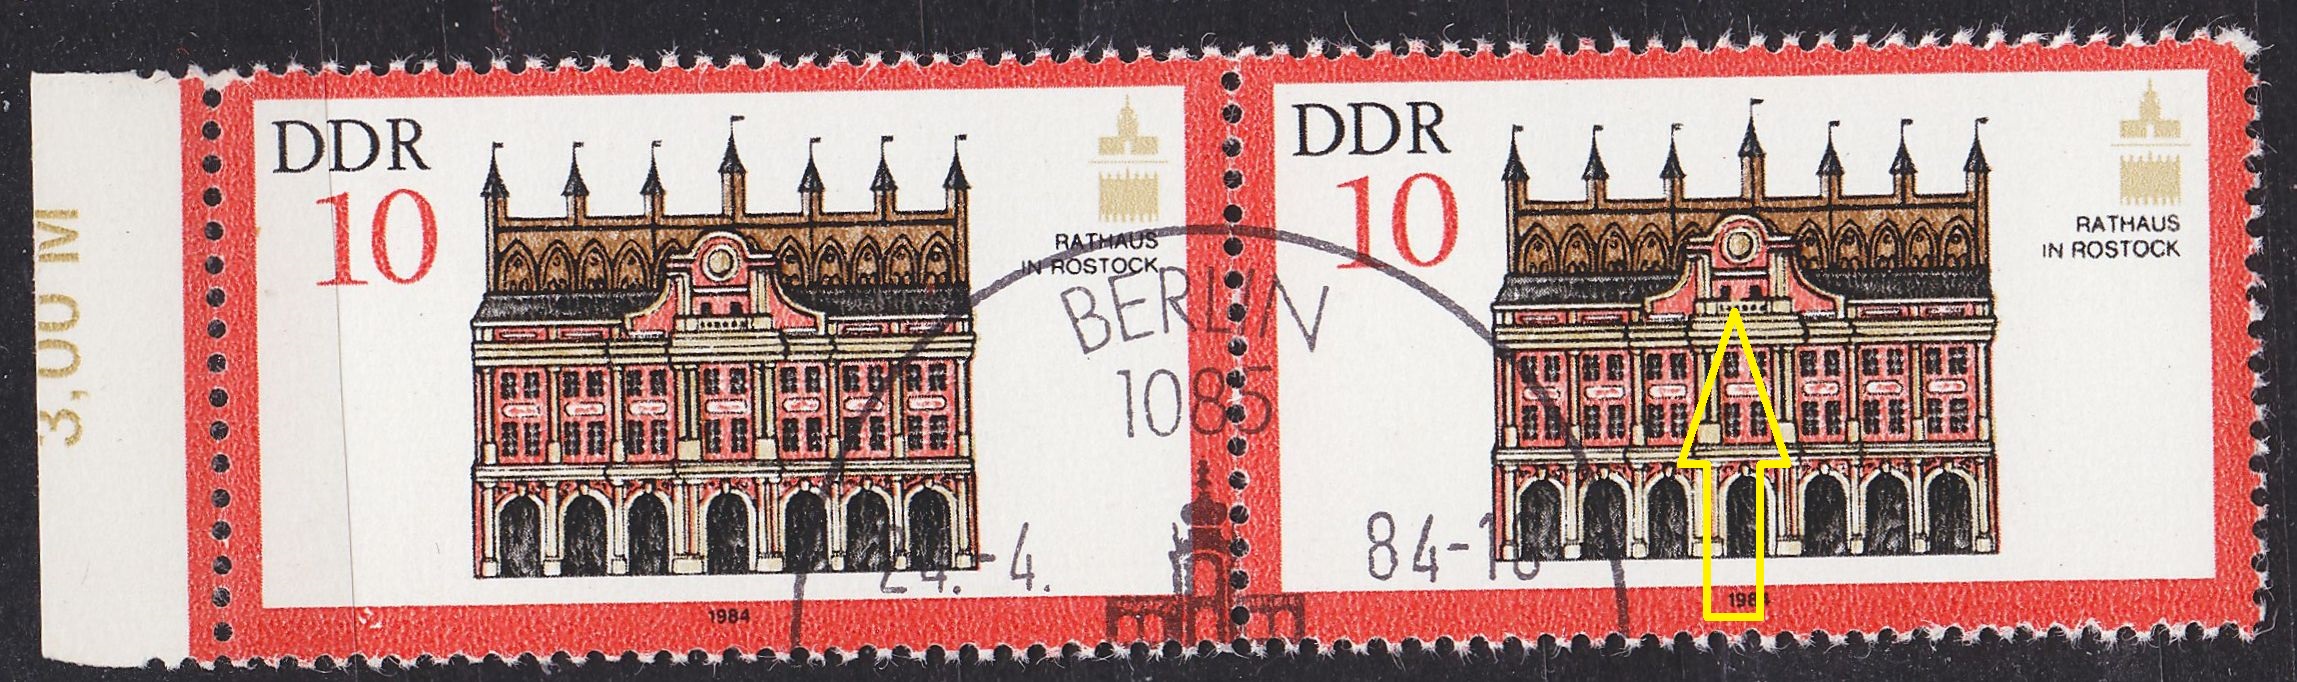 3,00 M
DDR
10
RATHAUS
IN ROSTOCK
1984
DDR
10
RATHAUS
IN ROSTOCK
1984
BERLIN
1085
24.-4. 84-18